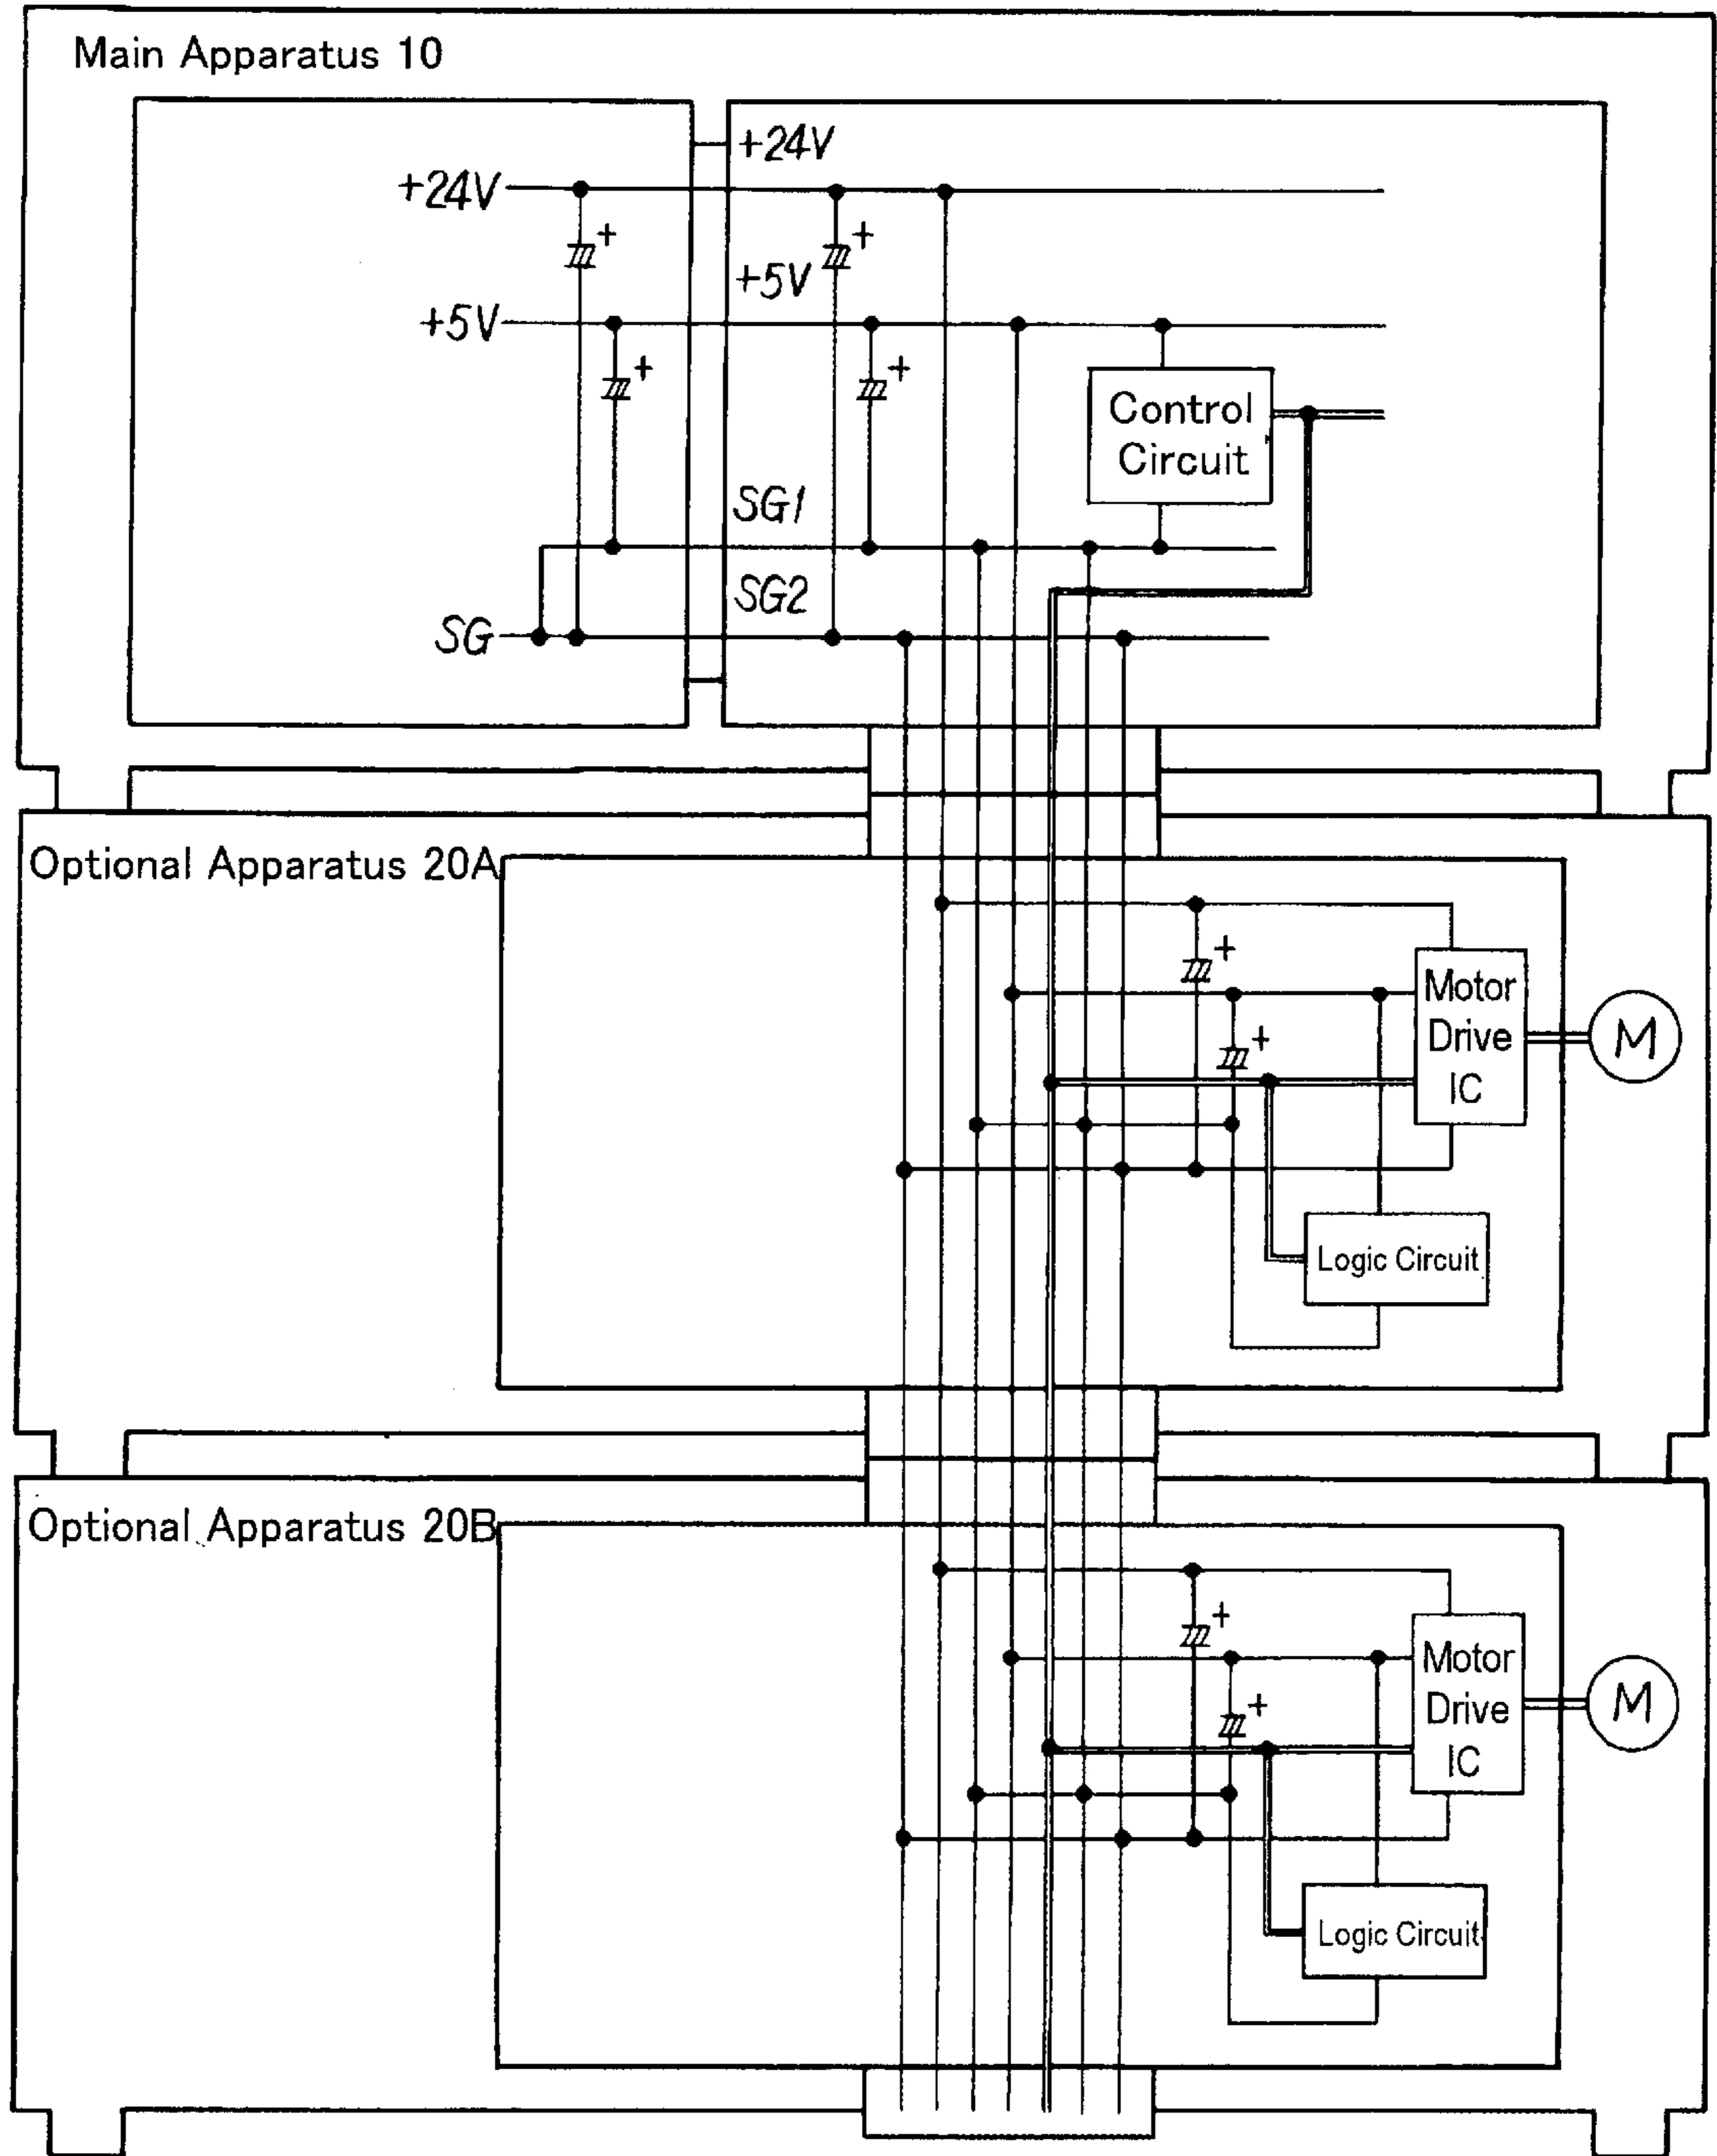 Main Apparatus 10
+24V
+24V
+
+
+5V
+5V
+
+
Control
Circuit
SG1
SG2
SG
Optional Apparatus 20A
+
Motor
Drive
IC
+
M
Logic Circuit
Optional Apparatus 20B
+
Motor
Drive
IC
+
M
Logic Circuit